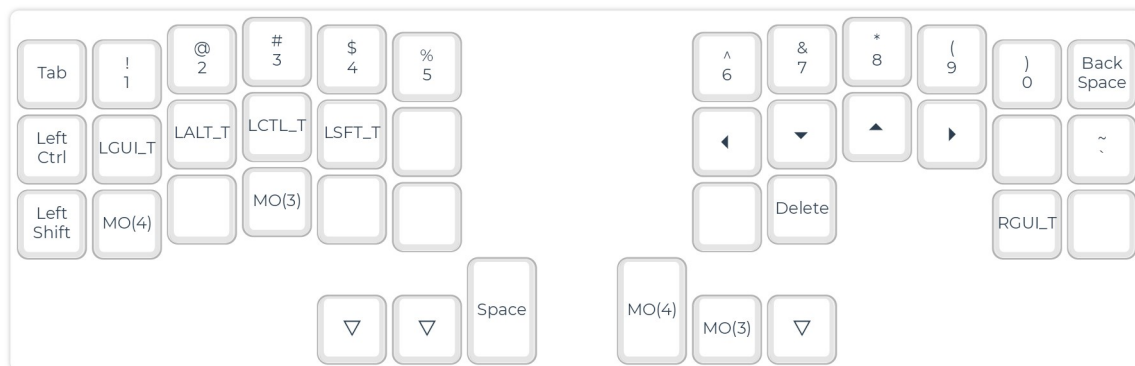 Tab ! @ # $ % ^ & * ( ) Back
1 2 3 4 5 6 7 8 9 0 Space
Left LGUI_T LALT_T LCTL_T LSFT_T ~
Ctrl `
Left MO(4) MO(3) Delete RGUI_T
Shift
Space MO(4) MO(3)